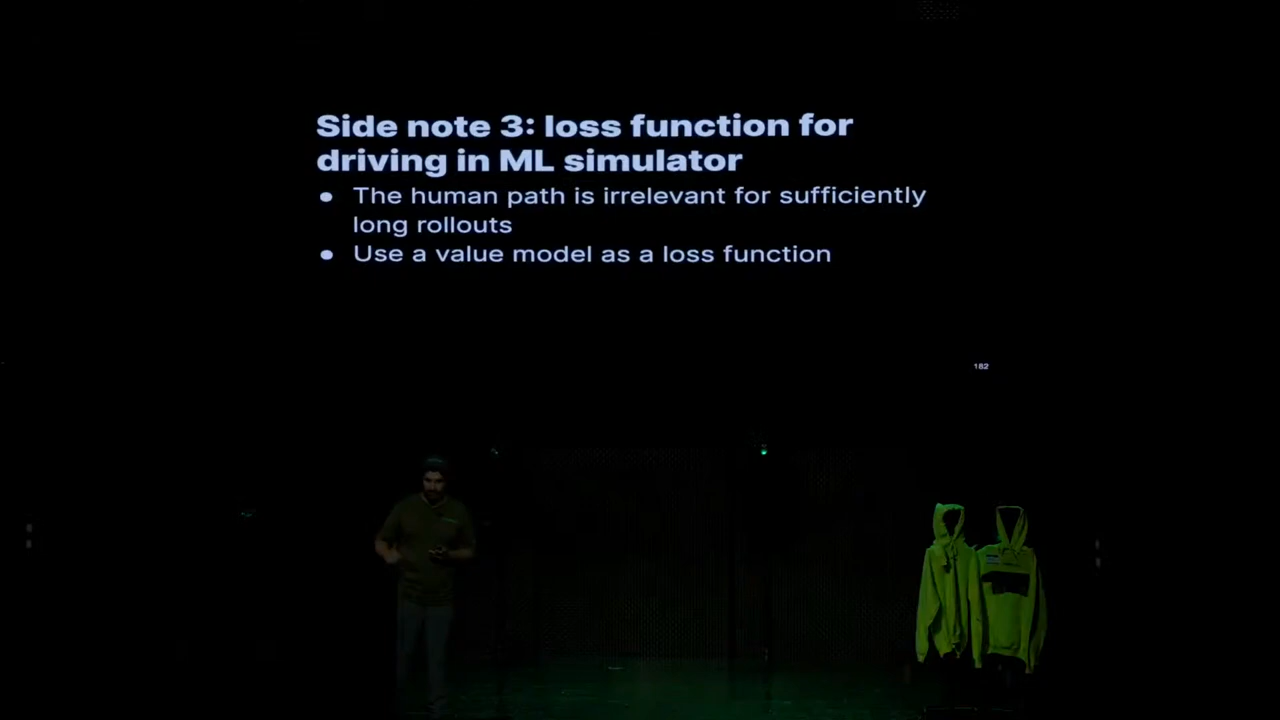 Side note 3: loss function for
driving in ML simulator
● The human path is irrelevant for sufficiently
long rollouts
● Use a value model as a loss function
182